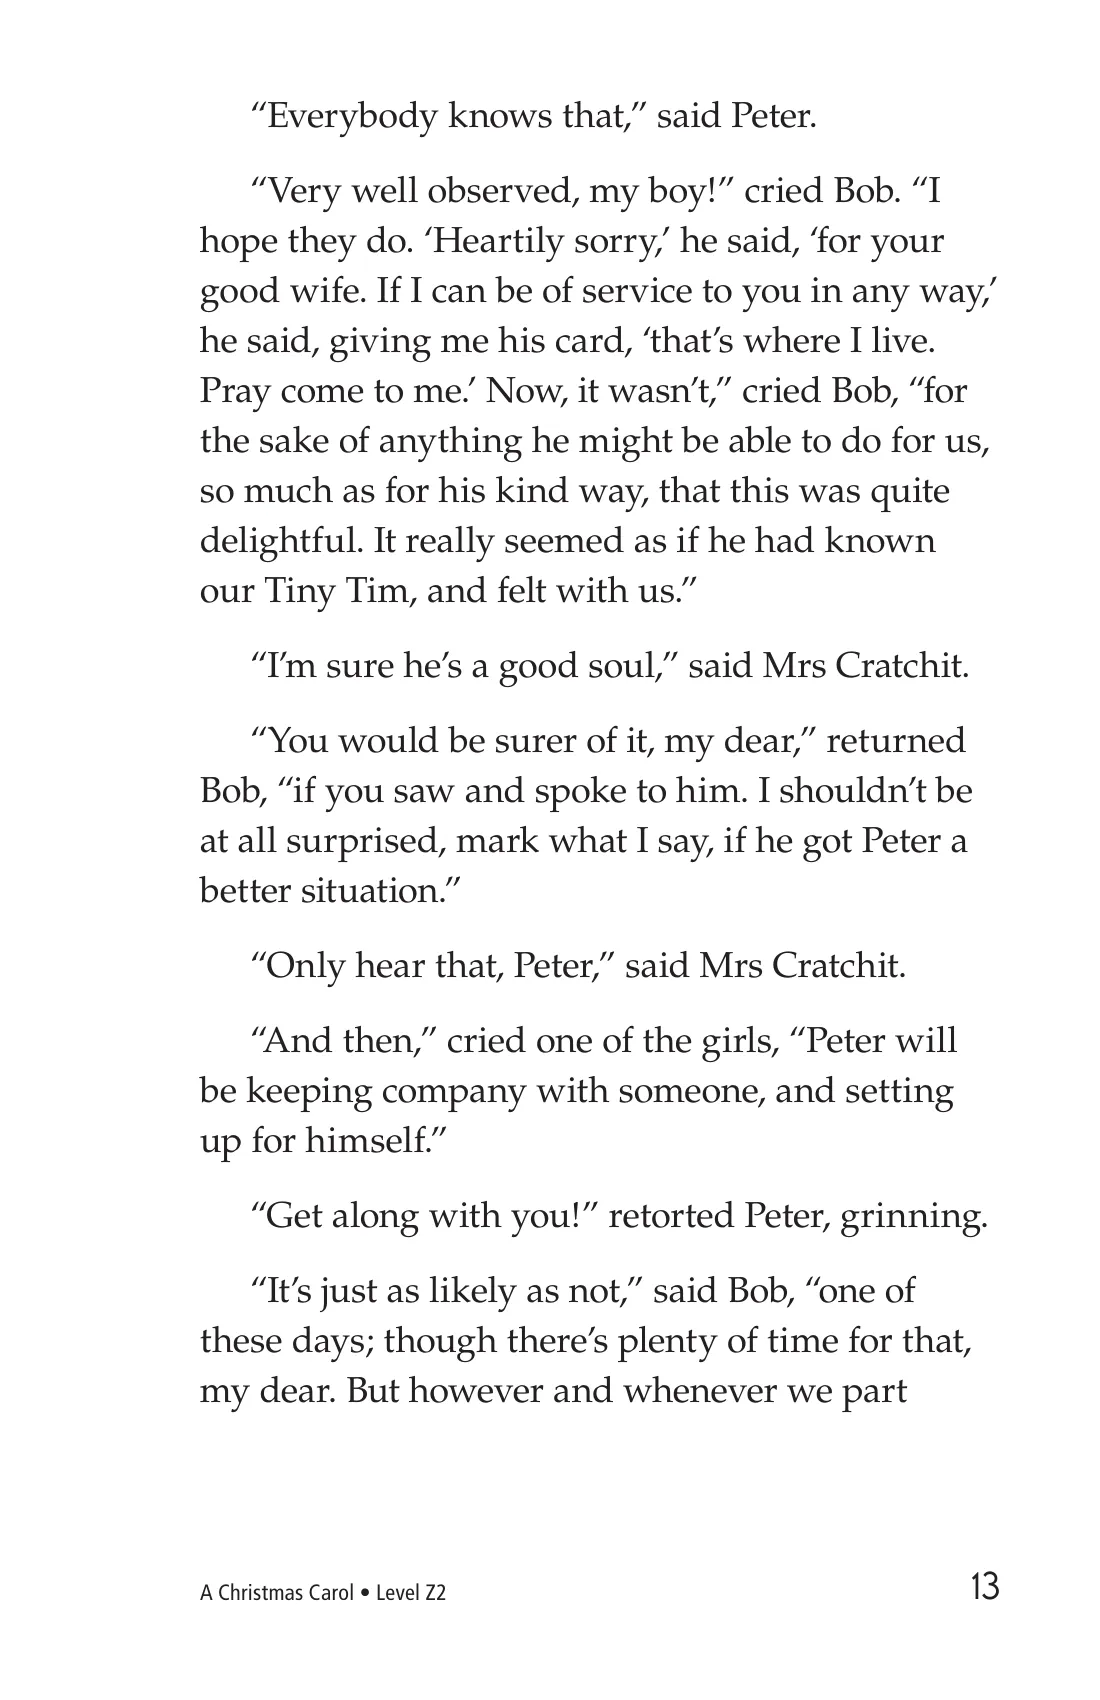 “Everybody knows that,” said Peter.
“Very well observed, my boy!” cried Bob. “I
hope they do. ‘Heartily sorry,’ he said, ‘for your
good wife. If I can be of service to you in any way,’
he said, giving me his card, ‘that’s where I live.
Pray come to me.’ Now, it wasn’t,” cried Bob, “for
the sake of anything he might be able to do for us,
so much as for his kind way, that this was quite
delightful. It really seemed as if he had known
our Tiny Tim, and felt with us.”
“I’m sure he’s a good soul,” said Mrs Cratchit.
“You would be surer of it, my dear,” returned
Bob, “if you saw and spoke to him. I shouldn’t be
at all surprised, mark what I say, if he got Peter a
better situation.”
“Only hear that, Peter,” said Mrs Cratchit.
“And then,” cried one of the girls, “Peter will
be keeping company with someone, and setting
up for himself.”
“Get along with you!” retorted Peter, grinning.
“It’s just as likely as not,” said Bob, “one of
these days; though there’s plenty of time for that,
my dear. But however and whenever we part
A Christmas Carol • Level Z2
13